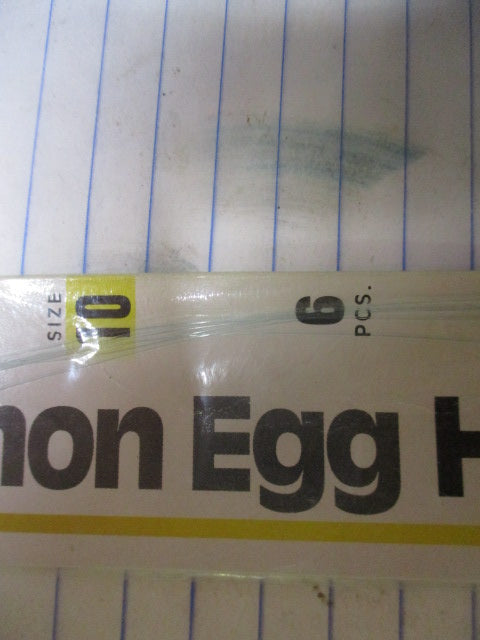 SIZE 10
6 PCS.
non Egg H